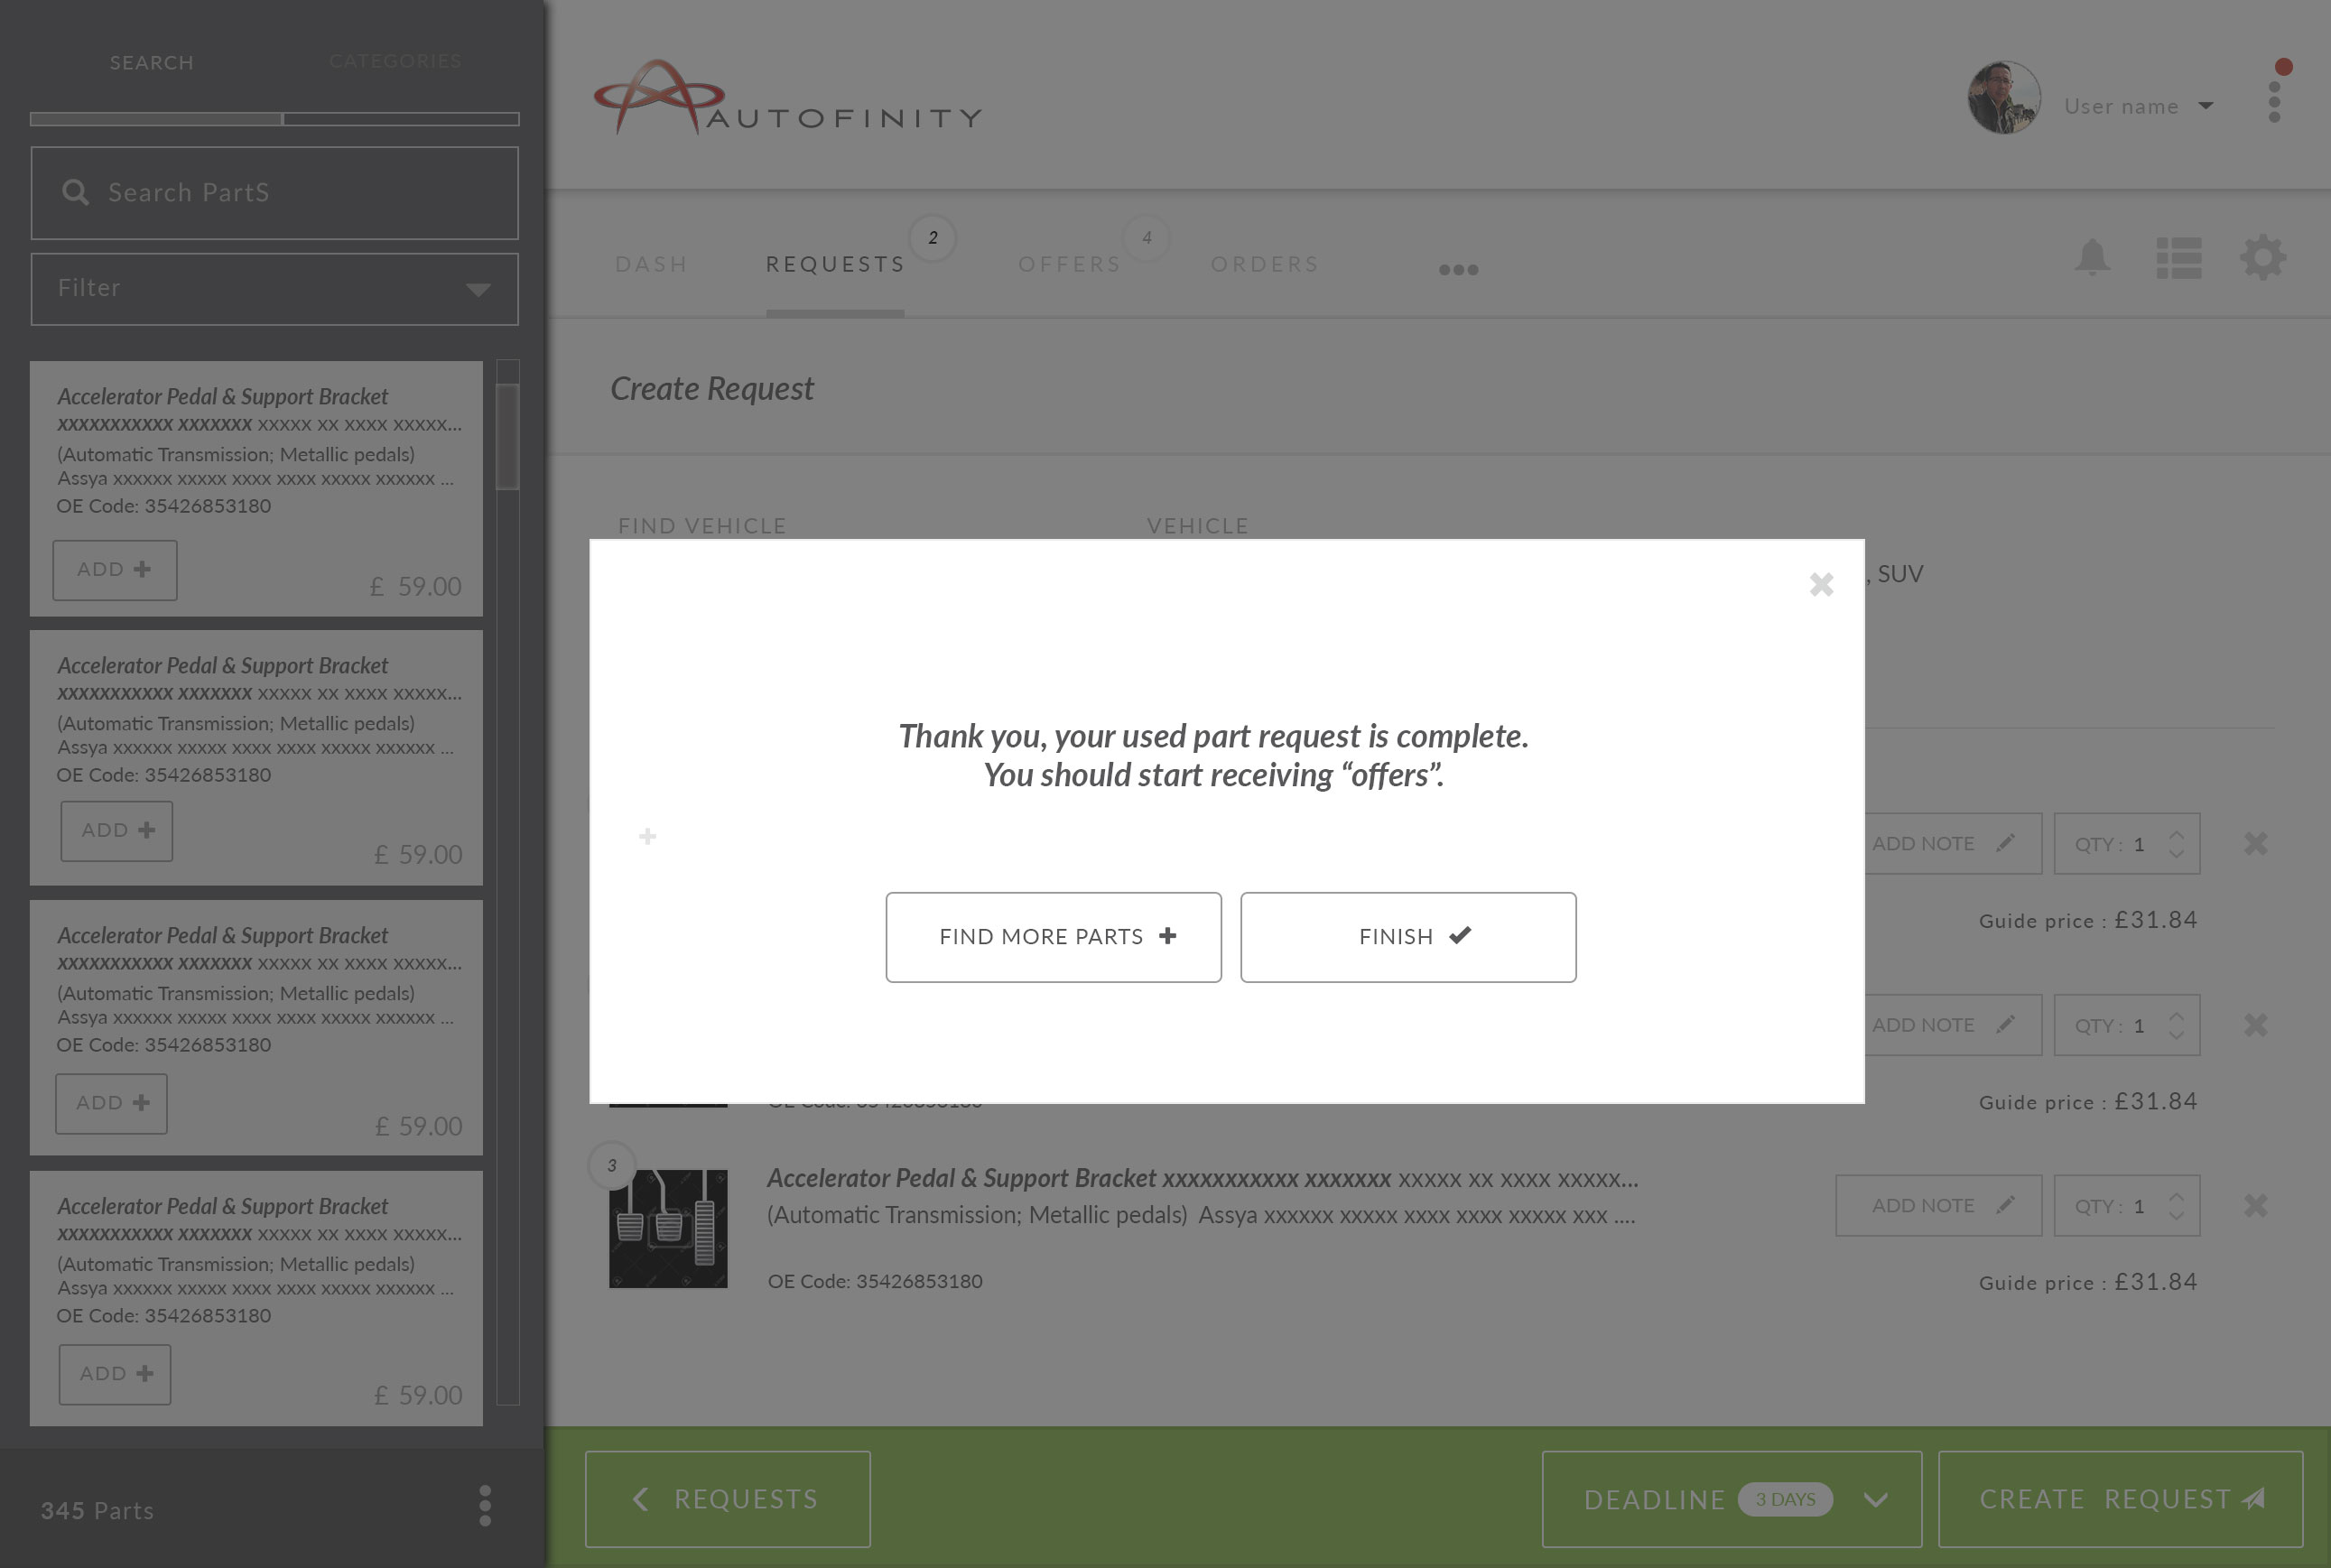 SEARCH
CATEGORIES
Search PartS
Filter
Accelerator Pedal & Support Bracket
xxxxxxxxxxx xxxxxxx xxxxx xx xxxx xxxxx...
(Automatic Transmission; Metallic pedals)
Assya xxxxxx xxxxx xxxx xxxx xxxxx xxxxxx ...
OE Code: 35426853180
ADD
£ 59.00
Accelerator Pedal & Support Bracket
xxxxxxxxxxx xxxxxxx xxxxx xx xxxx xxxxx...
(Automatic Transmission; Metallic pedals)
Assya xxxxxx xxxxx xxxx xxxx xxxxx xxxxxx ...
OE Code: 35426853180
ADD
£ 59.00
Accelerator Pedal & Support Bracket
xxxxxxxxxxx xxxxxxx xxxxx xx xxxx xxxxx...
(Automatic Transmission; Metallic pedals)
Assya xxxxxx xxxxx xxxx xxxx xxxxx xxxxxx ...
OE Code: 35426853180
ADD
£ 59.00
Accelerator Pedal & Support Bracket
xxxxxxxxxxx xxxxxxx xxxxx xx xxxx xxxxx...
(Automatic Transmission; Metallic pedals)
Assya xxxxxx xxxxx xxxx xxxx xxxxx xxxxxx ...
OE Code: 35426853180
ADD
£ 59.00
345 Parts
AUTOFINITY
User name
DASH
REQUESTS
2
OFFERS
4
ORDERS
Create Request
FIND VEHICLE
VEHICLE
, SUV
Thank you, your used part request is complete.
You should start receiving “offers”.
FIND MORE PARTS
FINISH
ADD NOTE
QTY : 1
Guide price : £31.84
ADD NOTE
QTY : 1
Guide price : £31.84
OE Code: 35426853180
3
Accelerator Pedal & Support Bracket xxxxxxxxxxx xxxxxxx xxxxx xx xxxx xxxxx...
(Automatic Transmission; Metallic pedals) Assya xxxxxx xxxxx xxxx xxxx xxxxx xxx ....
OE Code: 35426853180
ADD NOTE
QTY : 1
Guide price : £31.84
REQUESTS
DEADLINE 3 DAYS
CREATE REQUEST